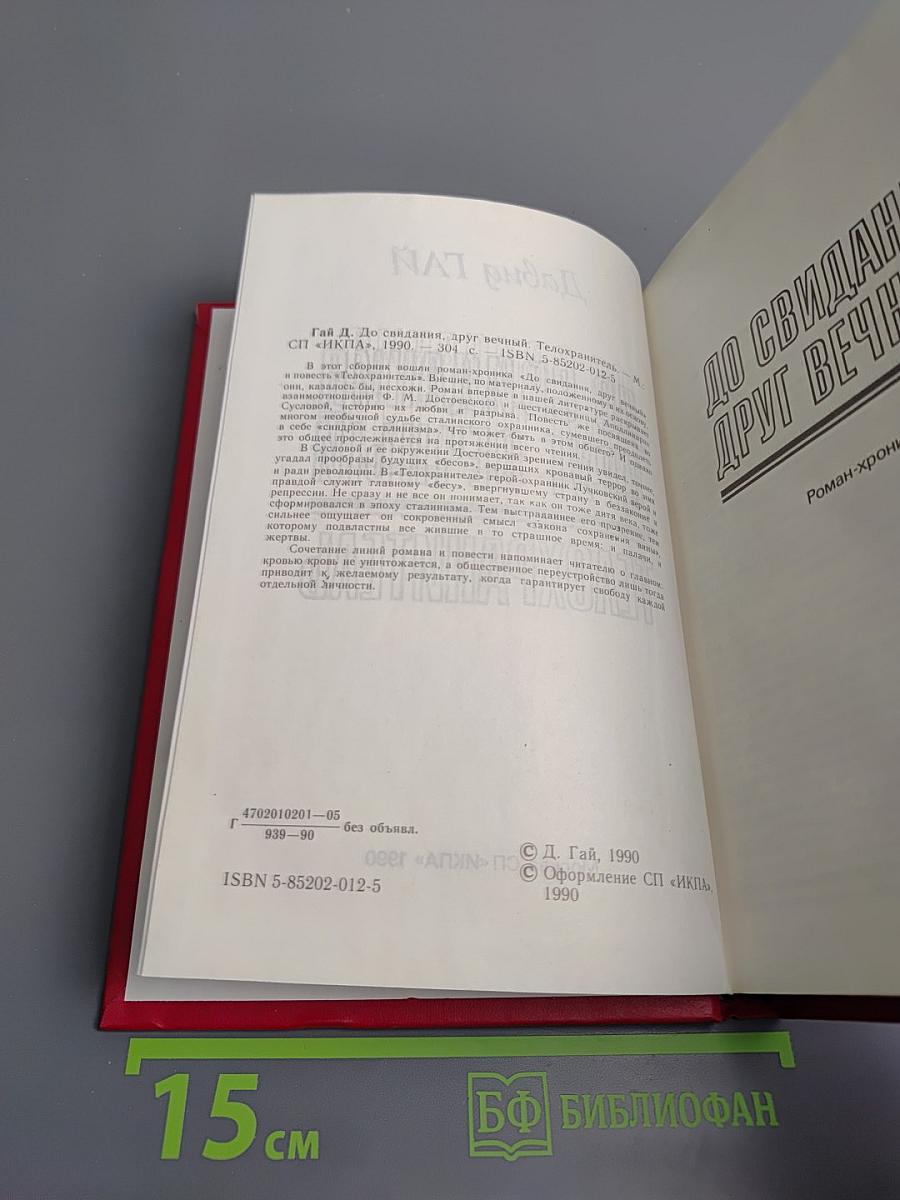 Гай Д. До свидания, друг вечный. Телохранитель. — М.:
СП «ИКПА», 1990. — 304 с. — ISBN 5-85202-012-5
В этот сборник вошли роман-хроника «До свидания, друг вечный»
и повесть «Телохранитель». Внешне, по материалу, положенному в их основу,
они, казалось бы, несхожи. Роман впервые в нашей литературе раскрывает
взаимоотношения Ф. М. Достоевского и шестидесятницы Аполлинарии
Сусловой, историю их любви и разрыва. Повесть же посвящена во
многом необычной судьбе сталинского охранника, сумевшего преодолеть
в себе «синдром сталинизма». Что может быть в этом общего? И однако
это общее прослеживается на протяжении всего чтения.
В Сусловой и ее окружении Достоевский зрением гения увидел, точнее,
угадал прообразы будущих «бесов», вершащих кровавый террор во имя
и ради революции. В «Телохранителе» герой-охранник Лучковский верой и
правдой служит главному «бесу», ввергнувшему страну в беззаконие и
репрессии. Не сразу и не все он понимает, так как он тоже дитя века, тоже
сформировался в эпоху сталинизма. Тем выстраданнее его прозрение, тем
сильнее ощущает он сокровенный смысл «закона сохранения вины»,
которому подвластны все жившие в то страшное время: и палачи, и
жертвы.
Сочетание линий романа и повести напоминает читателю о главном:
кровью кровь не уничтожается, а общественное переустройство лишь тогда
приводит к желаемому результату, когда гарантирует свободу каждой
отдельной личности.
Г 4702010201—05
939—90 без объявл.
ISBN 5-85202-012-5
© Д. Гай, 1990
© Оформление СП «ИКПА»,
1990
ДО СВИДАН
ДРУГ ВЕЧН
Роман-хрони
15 см
БФ БИБЛИОФАН